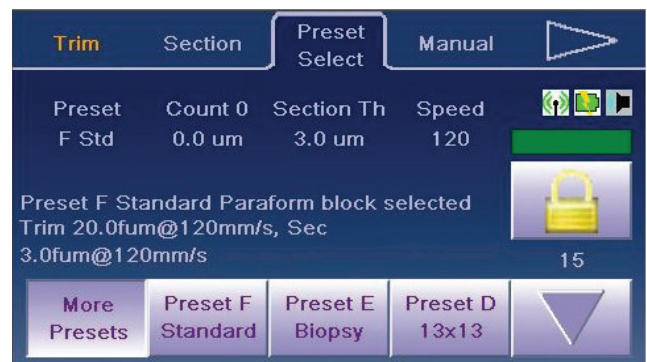 Trim Section Preset Select Manual
Preset Count 0 Section Th Speed
F Std 0.0 um 3.0 um 120
Preset F Standard Paraform block selected
Trim 20.0fum@120mm/s, Sec
3.0fum@120mm/s
15
More Presets Preset F Standard Preset E Biopsy Preset D 13x13